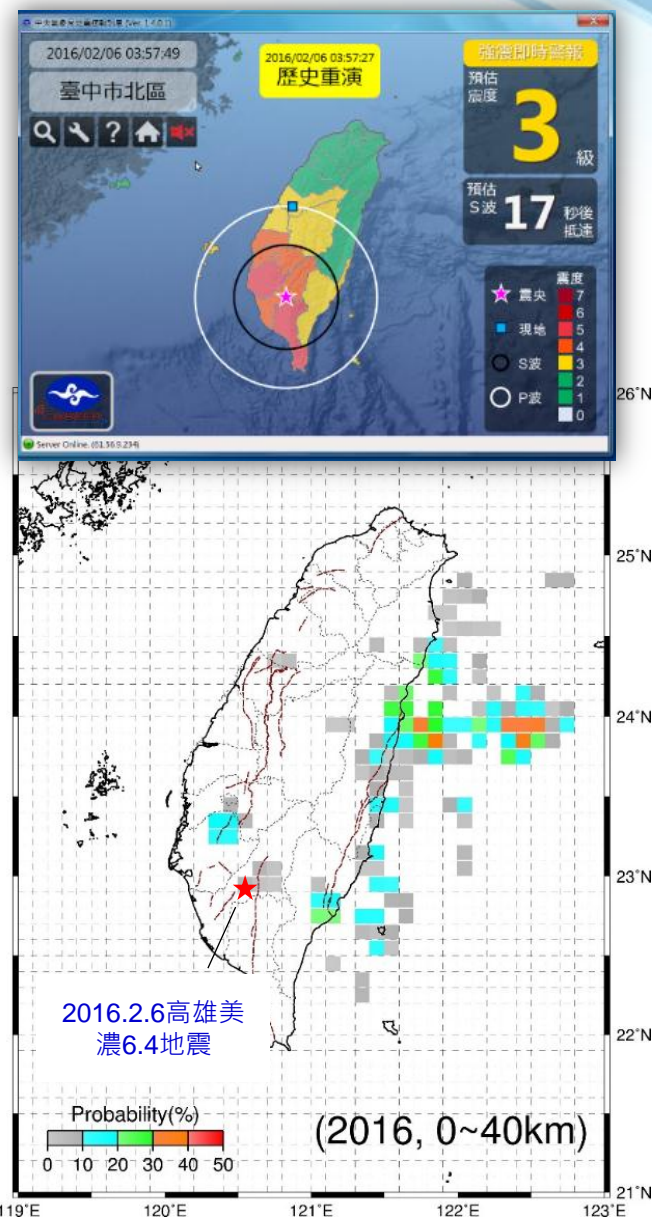 2016/02/06 03:57:49
臺中市北區
2016/02/06 03:57:27
歷史重演
強震即時警報
預估
震度
3
級
預估
S波
17
秒後
抵達
震度
震央
現地
S波
P波
7
6
5
4
3
2
1
0
Server Online. (61.56.9.234)
26°N
25°N
24°N
23°N
22°N
21°N
2016.2.6高雄美
濃6.4地震
Probability(%)
0 10 20 30 40 50
(2016, 0~40km)
119°E 120°E 121°E 122°E 123°E